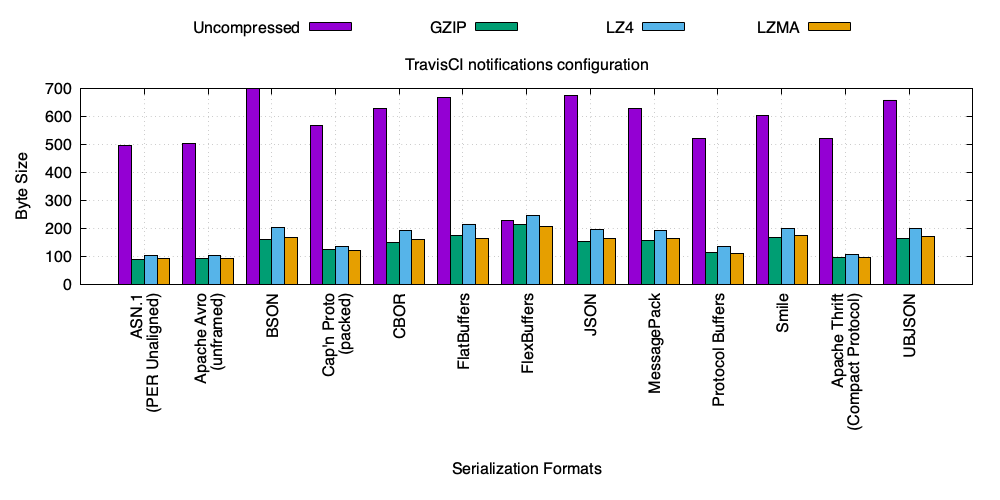 Uncompressed GZIP LZ4 LZMA
TravisCI notifications configuration
700
600
500
400
300
200
100
0
Byte Size
ASN.1
(PER Unaligned)
Apache Avro
(unframed)
BSON
Cap'n Proto
(packed)
CBOR
FlatBuffers
FlexBuffers
JSON
MessagePack
Protocol Buffers
Smile
Apache Thrift
(Compact Protocol)
UBJSON
Serialization Formats